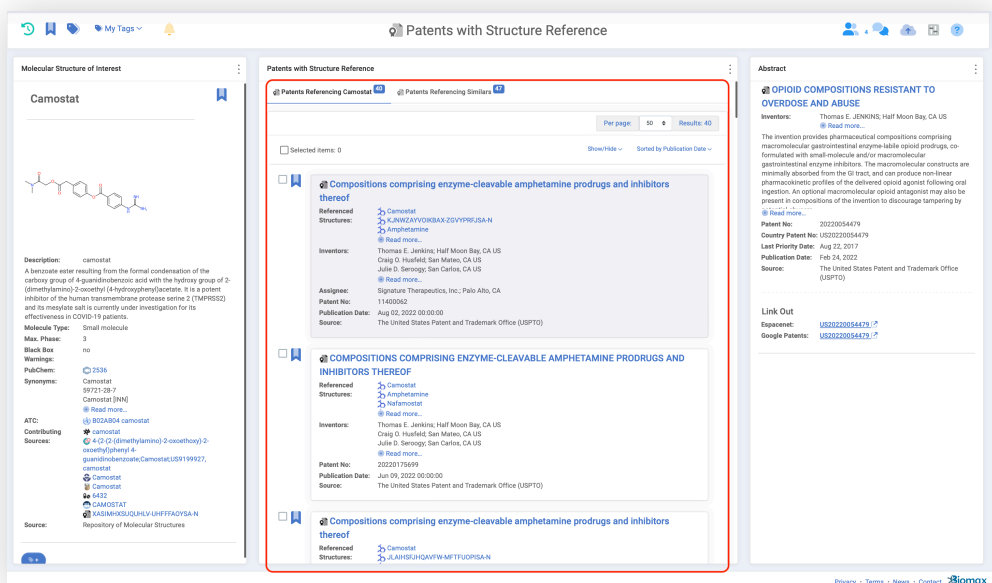 My Tags
Patents with Structure Reference
4
?
Molecular Structure of Interest
Camostat
Description: camostat
A benzoate ester resulting from the formal condensation of the
carboxy group of 4-guanidinobenzoic acid with the hydroxy group of 2-
(dimethylamino)-2-oxoethyl (4-hydroxyphenyl)acetate. It is a potent
inhibitor of the human transmembrane protease serine 2 (TMPRSS2)
and its mesylate salt is currently under investigation for its
effectiveness in COVID-19 patients.
Molecule Type: Small molecule
Max. Phase: 3
Black Box no
Warnings:
PubChem: 2536
Synonyms: Camostat
59721-28-7
Camostat [INN]
Read more...
ATC: B02AB04 camostat
Contributing camostat
Sources: 4-(2-(2-(dimethylamino)-2-oxoethoxy)-2-
oxoethyl)phenyl 4-
guanidinobenzoate;Camostat;US9199927,
camostat
Camostat
Camostat
6432
CAMOSTAT
XASIMHXSUQUHLV-UHFFFAOYSA-N
Source: Repository of Molecular Structures
Patents with Structure Reference
Patents Referencing Camostat 40 Patents Referencing Similars 47
Per page: 50 Results: 40
Selected items: 0 Show/Hide Sorted by Publication Date
Compositions comprising enzyme-cleavable amphetamine prodrugs and inhibitors
thereof
Referenced Camostat
Structures: KJNWZAYVOIKBAX-ZGVYPRFJSA-N
Amphetamine
Read more...
Inventors: Thomas E. Jenkins; Half Moon Bay, CA US
Craig O. Husfeld; San Mateo, CA US
Julie D. Seroogy; San Carlos, CA US
Read more...
Assignee: Signature Therapeutics, Inc.; Palo Alto, CA
Patent No: 11400062
Publication Date: Aug 02, 2022 00:00:00
Source: The United States Patent and Trademark Office (USPTO)
COMPOSITIONS COMPRISING ENZYME-CLEAVABLE AMPHETAMINE PRODRUGS AND
INHIBITORS THEREOF
Referenced Camostat
Structures: Amphetamine
Nafamostat
Read more...
Inventors: Thomas E. Jenkins; Half Moon Bay, CA US
Craig O. Husfeld; San Mateo, CA US
Julie D. Seroogy; San Carlos, CA US
Read more...
Patent No: 20220175699
Publication Date: Jun 09, 2022 00:00:00
Source: The United States Patent and Trademark Office (USPTO)
Compositions comprising enzyme-cleavable amphetamine prodrugs and inhibitors
thereof
Referenced Camostat
Structures: JLAIHSFJHQAVFW-MFTFUOPISA-N
Abstract
OPIOID COMPOSITIONS RESISTANT TO
OVERDOSE AND ABUSE
Inventors: Thomas E. JENKINS; Half Moon Bay, CA US
Read more...
The invention provides pharmaceutical compositions comprising
macromolecular gastrointestinal enzyme-labile opioid prodrugs, co-
formulated with small-molecule and/or macromolecular
gastrointestinal enzyme inhibitors. The macromolecular constructs are
minimally absorbed from the GI tract, and can produce non-linear
pharmacokinetic profiles of the delivered opioid agonist following oral
ingestion. An optional macromolecular opioid antagonist may also be
present in compositions of the invention to discourage tampering by
Read more...
Patent No: 20220054479
Country Patent No: US20220054479
Last Priority Date: Aug 22, 2017
Publication Date: Feb 24, 2022
Source: The United States Patent and Trademark Office
(USPTO)
Link Out
Espacenet: US20220054479
Google Patents: US20220054479
Privacy · Terms · News · Contact Biomax